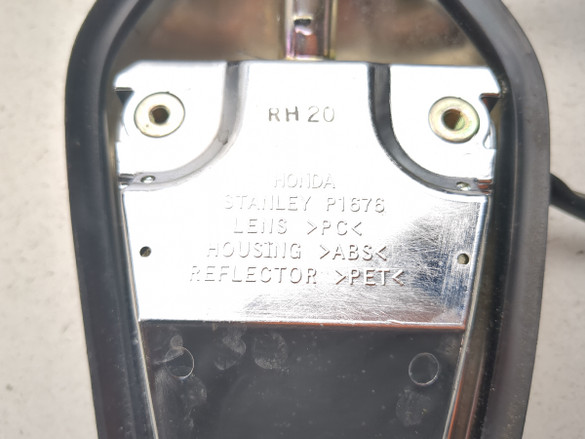 RH 20
HONDA
STANLEY P1676
LENS >PC<
HOUSING >ABS<
REFLECTOR >PET<